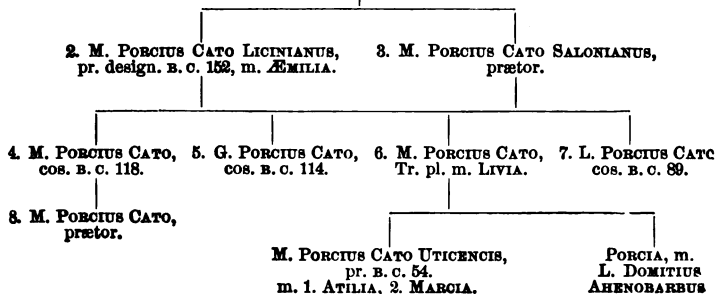 2. M. PORCIUS CATO LICINIANUS,
pr. design. B. C. 152, m. ÆMILIA.
3. M. PORCIUS CATO SALONIANUS,
prætor.
4. M. PORCIUS CATO,
cos. B. C. 118.
5. G. PORCIUS CATO,
cos. B. C. 114.
6. M. PORCIUS CATO,
Tr. pl. m. LIVIA.
7. L. PORCIUS CATO
cos. B. C. 89.
8. M. PORCIUS CATO,
prætor.
M. PORCIUS CATO UTICENCIS,
pr. B. C. 54.
m. 1. ATILIA, 2. MARCIA.
PORCIA, m.
L. DOMITIUS
AHENOBARBUS